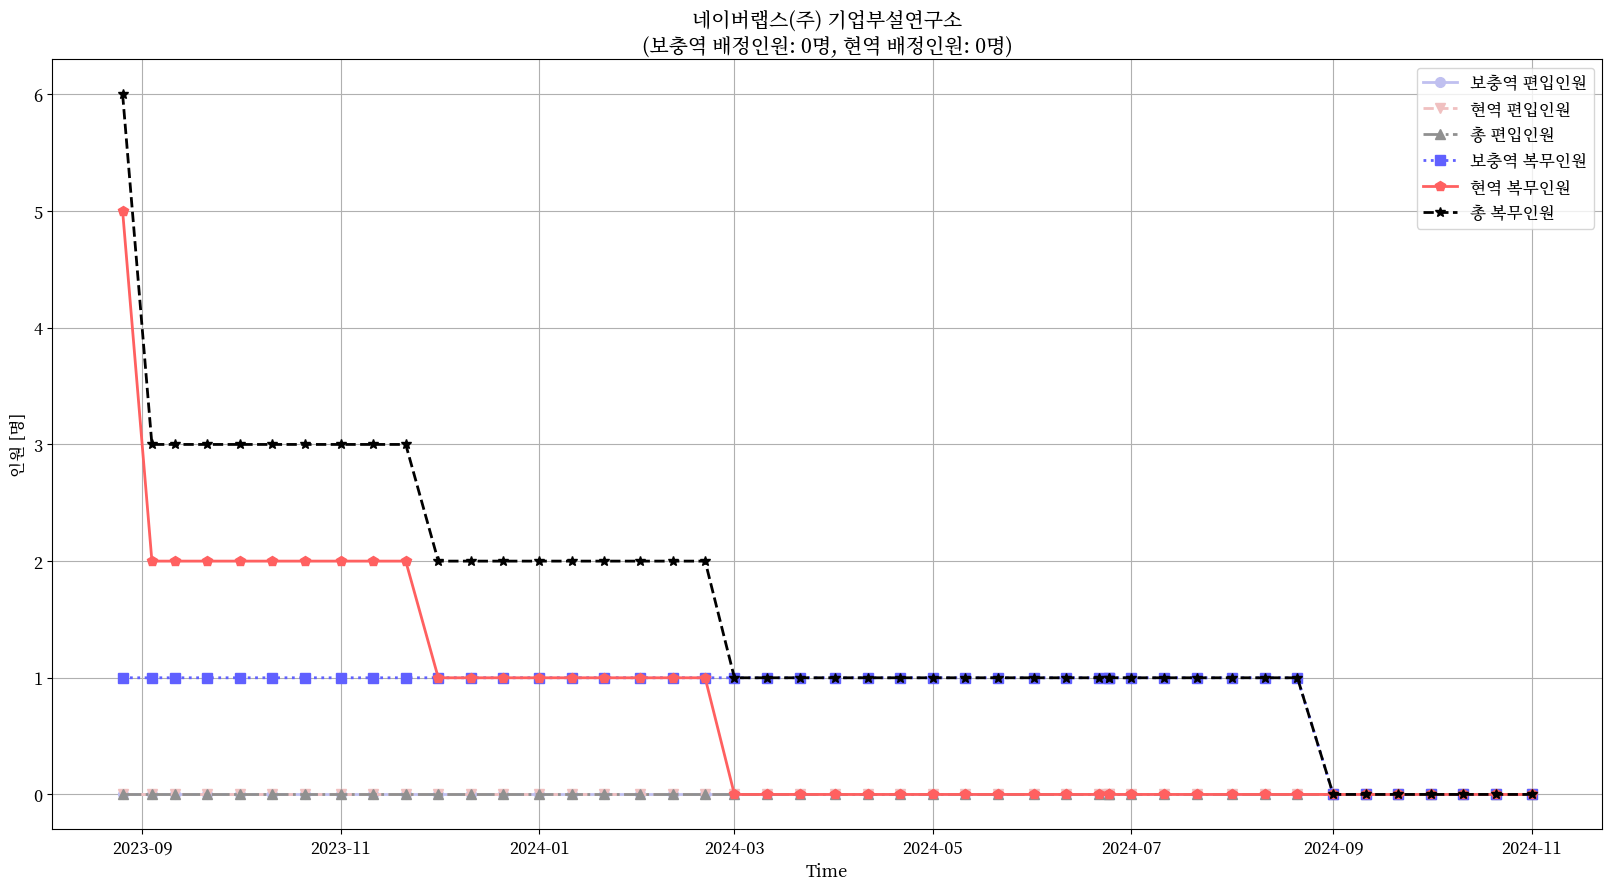 네이버랩스(주) 기업부설연구소
(보충역 배정인원: 0명, 현역 배정인원: 0명)
보충역 편입인원
현역 편입인원
총 편입인원
보충역 복무인원
현역 복무인원
총 복무인원
6
5
4
3
2
1
0
인원 [명]
2023-09
2023-11
2024-01
2024-03
2024-05
2024-07
2024-09
2024-11
Time